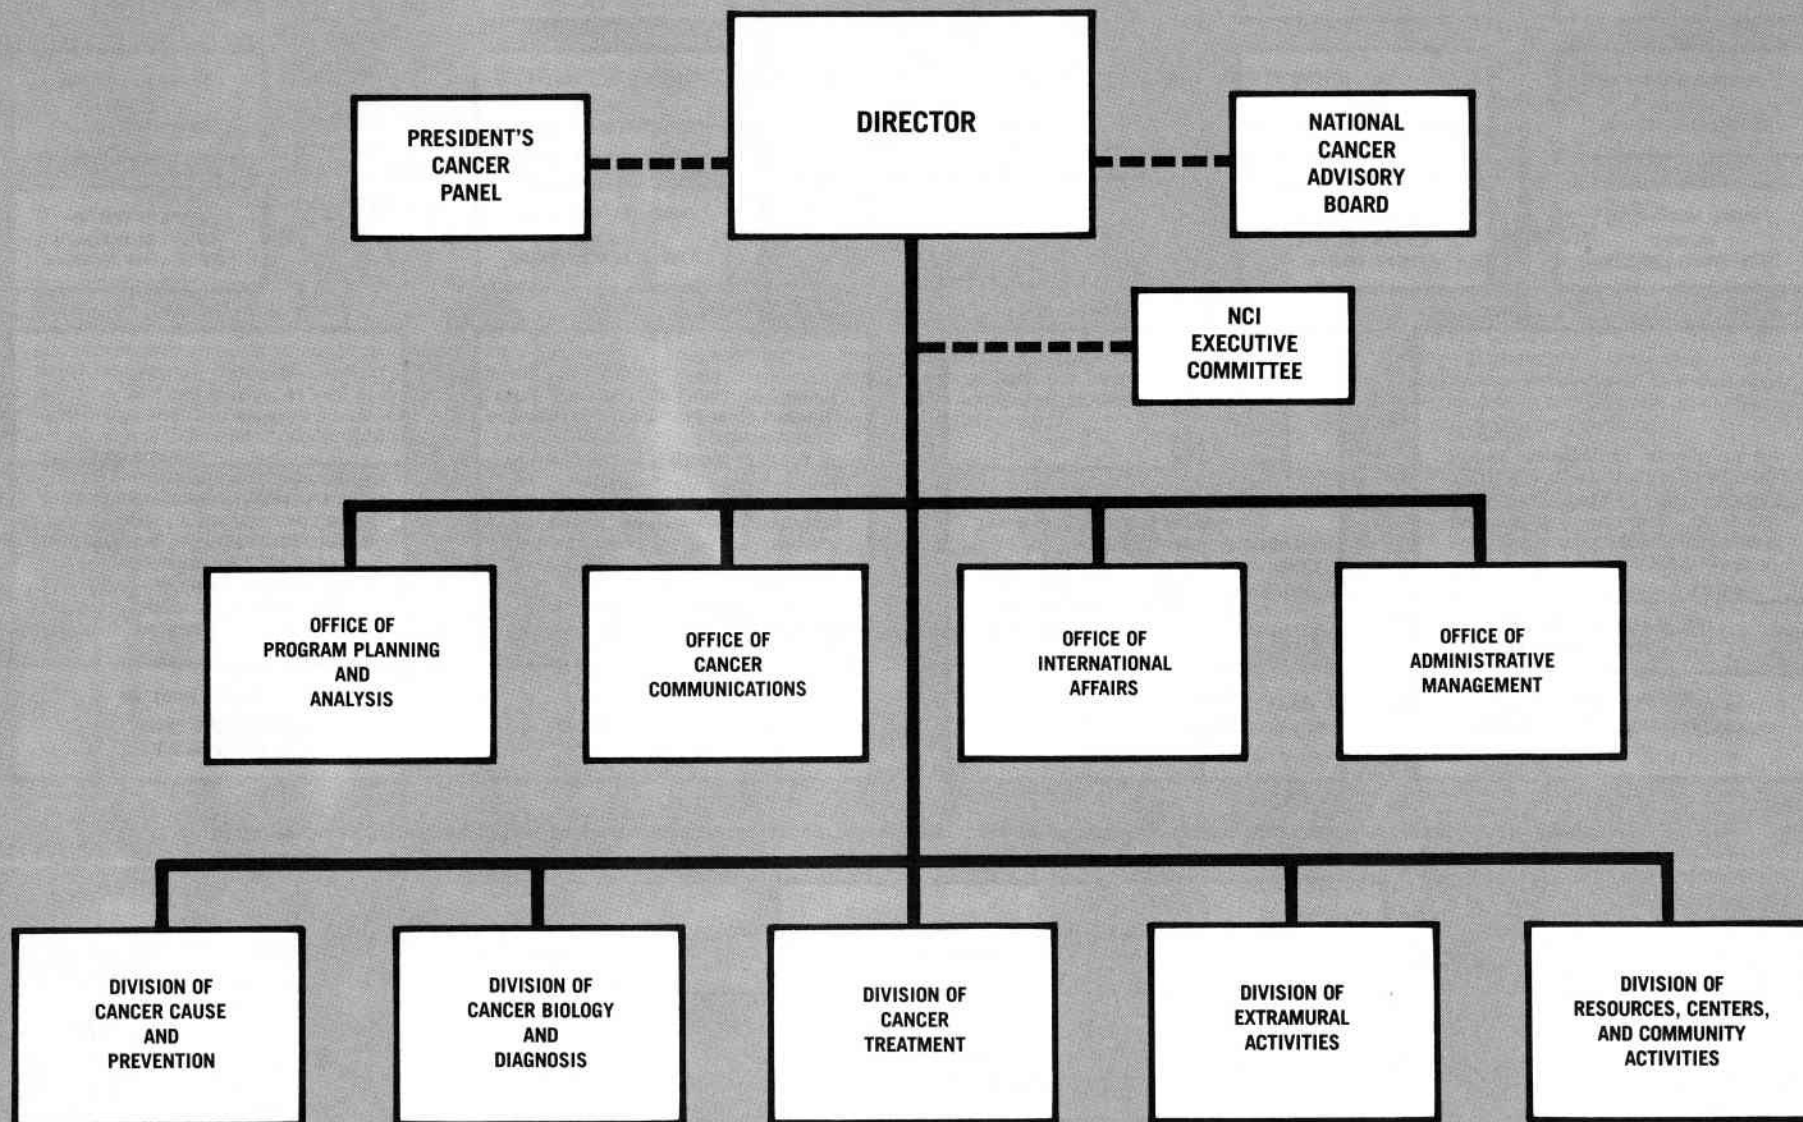 DIRECTOR
PRESIDENT'S
CANCER
PANEL
NATIONAL
CANCER
ADVISORY
BOARD
NCI
EXECUTIVE
COMMITTEE
OFFICE OF
PROGRAM PLANNING
AND
ANALYSIS
OFFICE OF
CANCER
COMMUNICATIONS
OFFICE OF
INTERNATIONAL
AFFAIRS
OFFICE OF
ADMINISTRATIVE
MANAGEMENT
DIVISION OF
CANCER CAUSE
AND
PREVENTION
DIVISION OF
CANCER BIOLOGY
AND
DIAGNOSIS
DIVISION OF
CANCER
TREATMENT
DIVISION OF
EXTRAMURAL
ACTIVITIES
DIVISION OF
RESOURCES, CENTERS,
AND COMMUNITY
ACTIVITIES